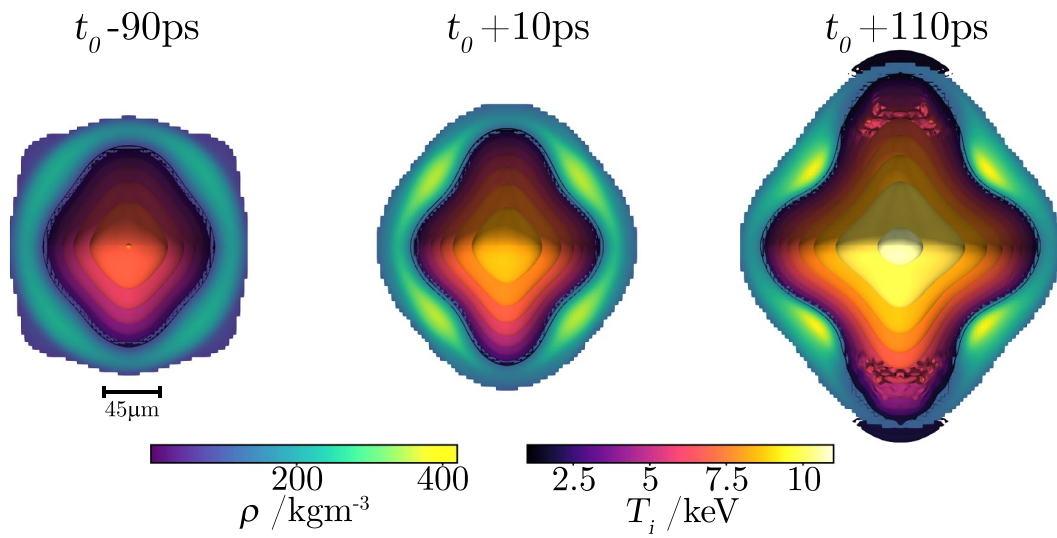 t₀ -90ps
t₀ +10ps
t₀ +110ps
45μm
200 400
ρ /kgm⁻³
2.5 5 7.5 10
Tᵢ /keV